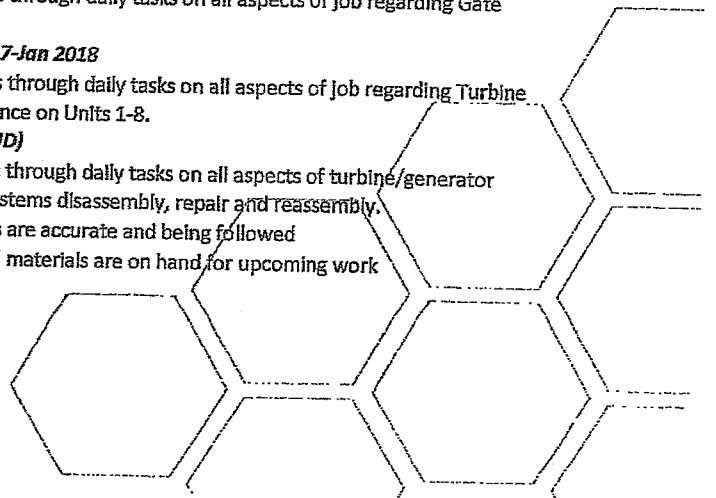 through daily tasks on all aspects of job regarding Gate
7-Jan 2018
s through daily tasks on all aspects of job regarding Turbine
nce on Units 1-8.
ID)
through daily tasks on all aspects of turbine/generator
stems disassembly, repair and reassembly.
s are accurate and being followed
materials are on hand for upcoming work